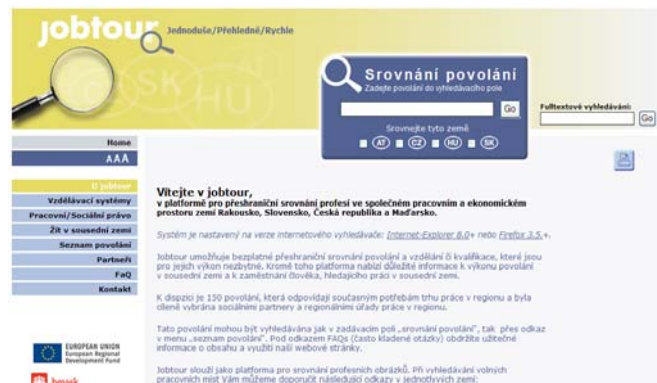 jobtour
Jednoduše/Přehledně/Rychle
SK
HU
Srovnání povolání
Zadejte povolání do vyhledávacího pole
Go
Srovnejte tyto země
AT CZ HU SK
Fulltextové vyhledávání:
Go
Home
AAA
O jobtour
Vzdělávací systémy
Pracovní/Sociální právo
Žít v sousední zemi
Seznam povolání
Partneři
FaQ
Kontakt
EUROPEAN UNION
European Regional
Development Fund
bmask
Vítejte v jobtour,
v platformě pro přeshraniční srovnání profesí ve společném pracovním a ekonomickém
prostoru zemí Rakousko, Slovensko, Česká republika a Maďarsko.
Systém je nastavený na verze internetového vyhledávače: Internet-Explorer 8.0+ nebo Firefox 3.5.+.
Jobtour umožňuje bezplatné přeshraniční srovnání profesí a vzdělání či kvalifikace, které jsou
pro jejich výkon nezbytné. Kromě toho platforma nabízí důležité informace k výkonu povolání
v sousední zemi a k zaměstnání člověka, hledajícího práci v sousední zemi.
K dispzici je 150 povolání, která odpovídají současným potřebám trhu práce v regionu a byla
cíleně vybrána sociálními partnery a regionálními úřady práce v regionu.
Tato povolání mohou být vyhledávána jak v zadávacím poli „srovnání povolání", tak přes odkaz
v menu „seznam povolání". Pod odkazem FAQs (často kladené otázky) obdržíte užitečné
informace o obsahu a využití naší webové stránky.
Jobtour slouží jako platforma pro srovnání profesních obrázků. Při vyhledávání volných
pracovních míst Vám můžeme doporučit následující odkazy v jednotlivých zemi: